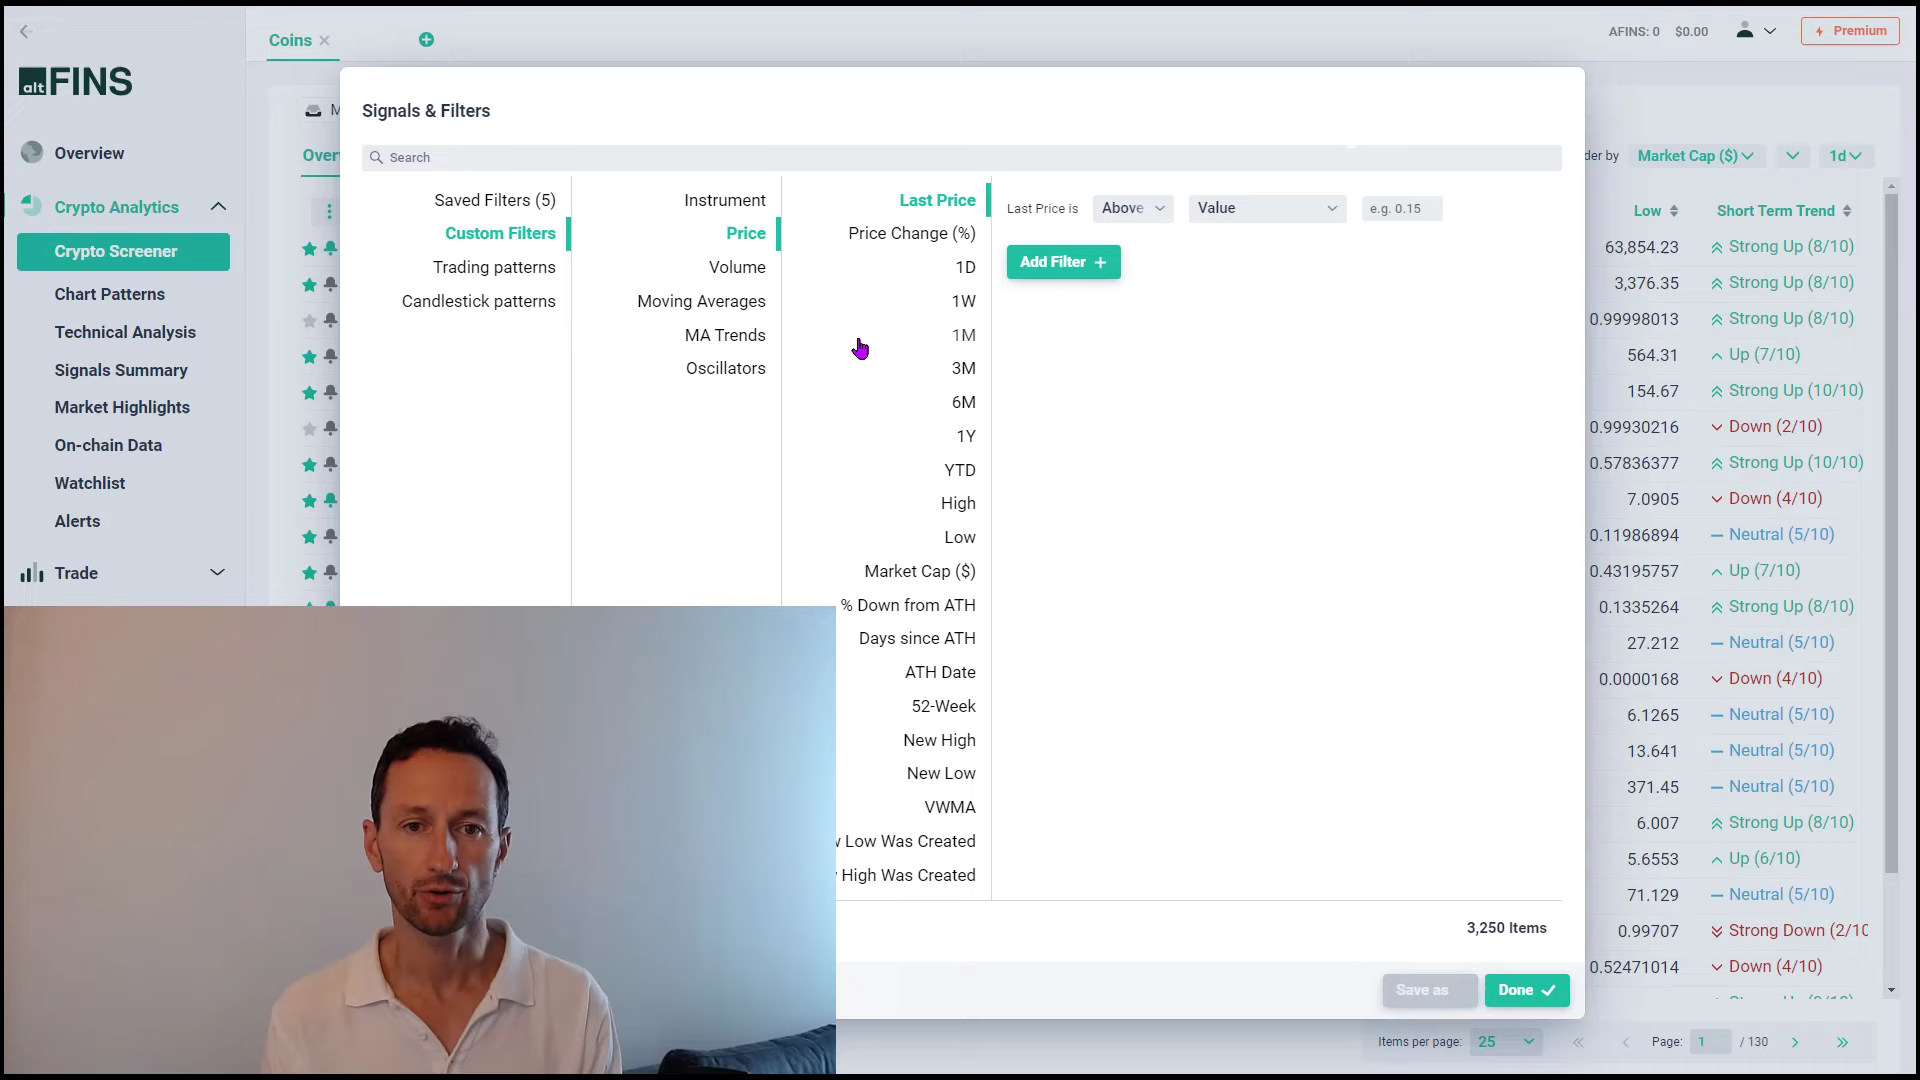 Coins
AFINS: 0 $0.00
Premium
altFINS
Overview
Crypto Analytics
Crypto Screener
Chart Patterns
Technical Analysis
Signals Summary
Market Highlights
On-chain Data
Watchlist
Alerts
Trade
Signals & Filters
Search
Saved Filters (5)
Custom Filters
Trading patterns
Candlestick patterns
Instrument
Price
Volume
Moving Averages
MA Trends
Oscillators
Last Price
Price Change (%)
1D
1W
1M
3M
6M
1Y
YTD
High
Low
Market Cap ($)
% Down from ATH
Days since ATH
ATH Date
52-Week
New High
New Low
VWMA
Low Was Created
High Was Created
Last Price is Above Value e.g. 0.15
Add Filter +
3,250 Items
Save as Done
by Market Cap ($) 1d
Low Short Term Trend
63,854.23 Strong Up (8/10)
3,376.35 Strong Up (8/10)
0.99998013 Strong Up (8/10)
564.31 Up (7/10)
154.67 Strong Up (10/10)
0.99930216 Down (2/10)
0.57836377 Strong Up (10/10)
7.0905 Down (4/10)
0.11986894 Neutral (5/10)
0.43195757 Up (7/10)
0.1335264 Strong Up (8/10)
27.212 Neutral (5/10)
0.0000168 Down (4/10)
6.1265 Neutral (5/10)
13.641 Neutral (5/10)
371.45 Neutral (5/10)
6.007 Strong Up (8/10)
5.6553 Up (6/10)
71.129 Neutral (5/10)
0.99707 Strong Down (2/10
0.52471014 Down (4/10)
Items per page: 25 Page: 1 / 130